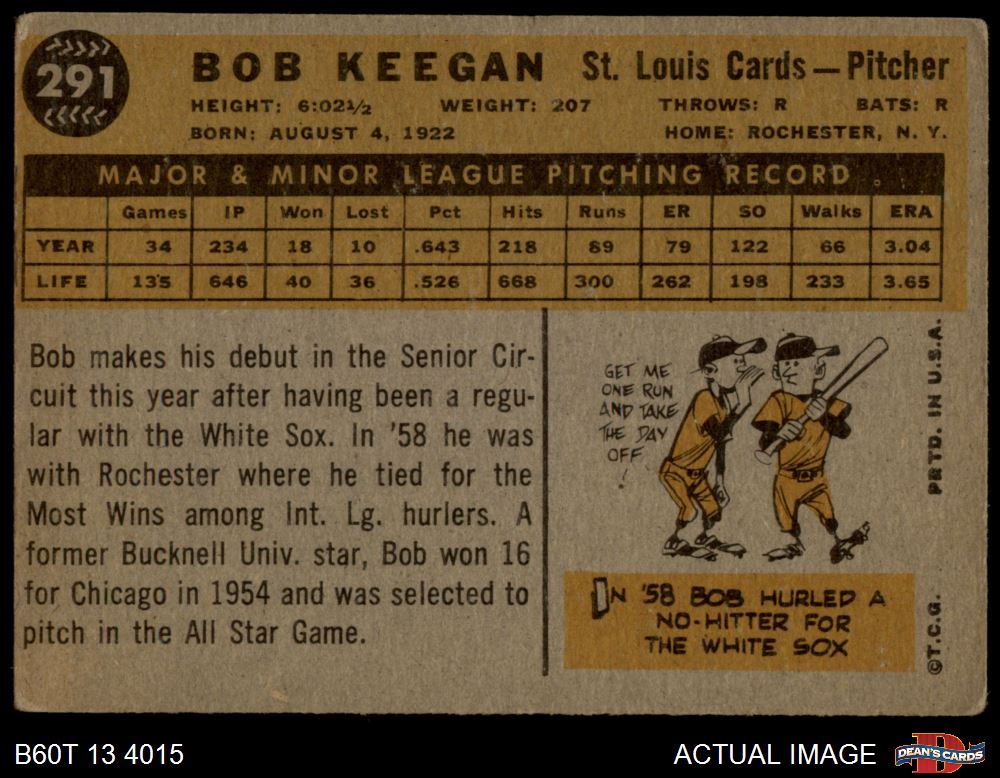 291
BOB KEEGAN St. Louis Cards — Pitcher
HEIGHT: 6:02½ WEIGHT: 207 THROWS: R BATS: R
BORN: AUGUST 4, 1922 HOME: ROCHESTER, N. Y.
MAJOR & MINOR LEAGUE PITCHING RECORD
Games IP Won Lost Pct Hits Runs ER SO Walks ERA
YEAR 34 234 18 10 .643 218 89 79 122 66 3.04
LIFE 135 646 40 36 .526 668 300 262 198 233 3.65
Bob makes his debut in the Senior Cir-
cuit this year after having been a regu-
lar with the White Sox. In '58 he was
with Rochester where he tied for the
Most Wins among Int. Lg. hurlers. A
former Bucknell Univ. star, Bob won 16
for Chicago in 1954 and was selected to
pitch in the All Star Game.
GET ME
ONE RUN
AND TAKE
THE DAY
OFF
!
IN '58 BOB HURLED A
NO-HITTER FOR
THE WHITE SOX
PRTD. IN U.S.A.
©T.C.G.
B60T 13 4015
ACTUAL IMAGE
DEAN'S CARDS